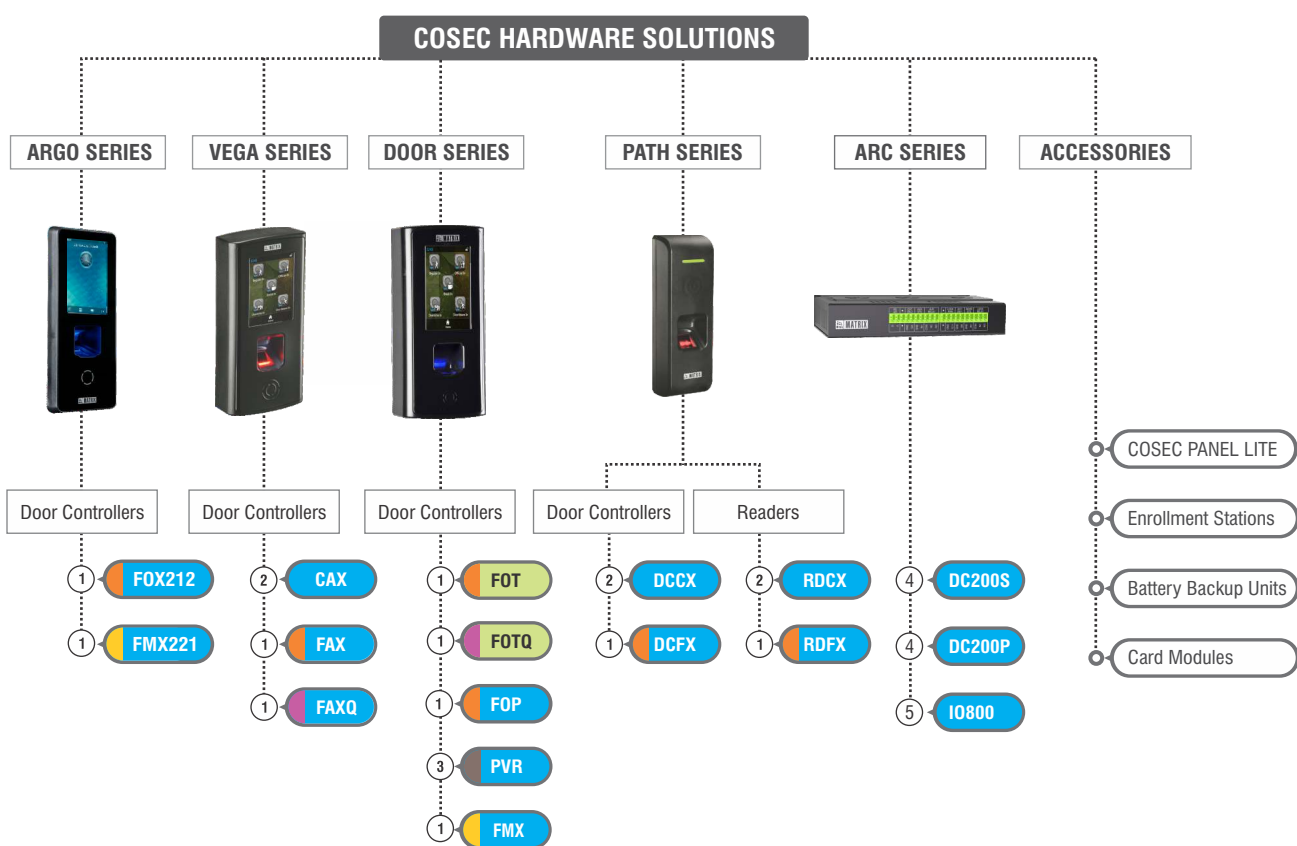 COSEC HARDWARE SOLUTIONS
ARGO SERIES
VEGA SERIES
DOOR SERIES
PATH SERIES
ARC SERIES
ACCESSORIES
MATRIX
COSEC PANEL LITE
Enrollment Stations
Battery Backup Units
Card Modules
Door Controllers
Door Controllers
Door Controllers
Door Controllers
Readers
1 FOX212
1 FMX221
2 CAX
1 FAX
1 FAXQ
1 FOT
1 FOTQ
1 FOP
3 PVR
1 FMX
2 DCCX
1 DCFX
2 RDCX
1 RDFX
4 DC200S
4 DC200P
5 IO800